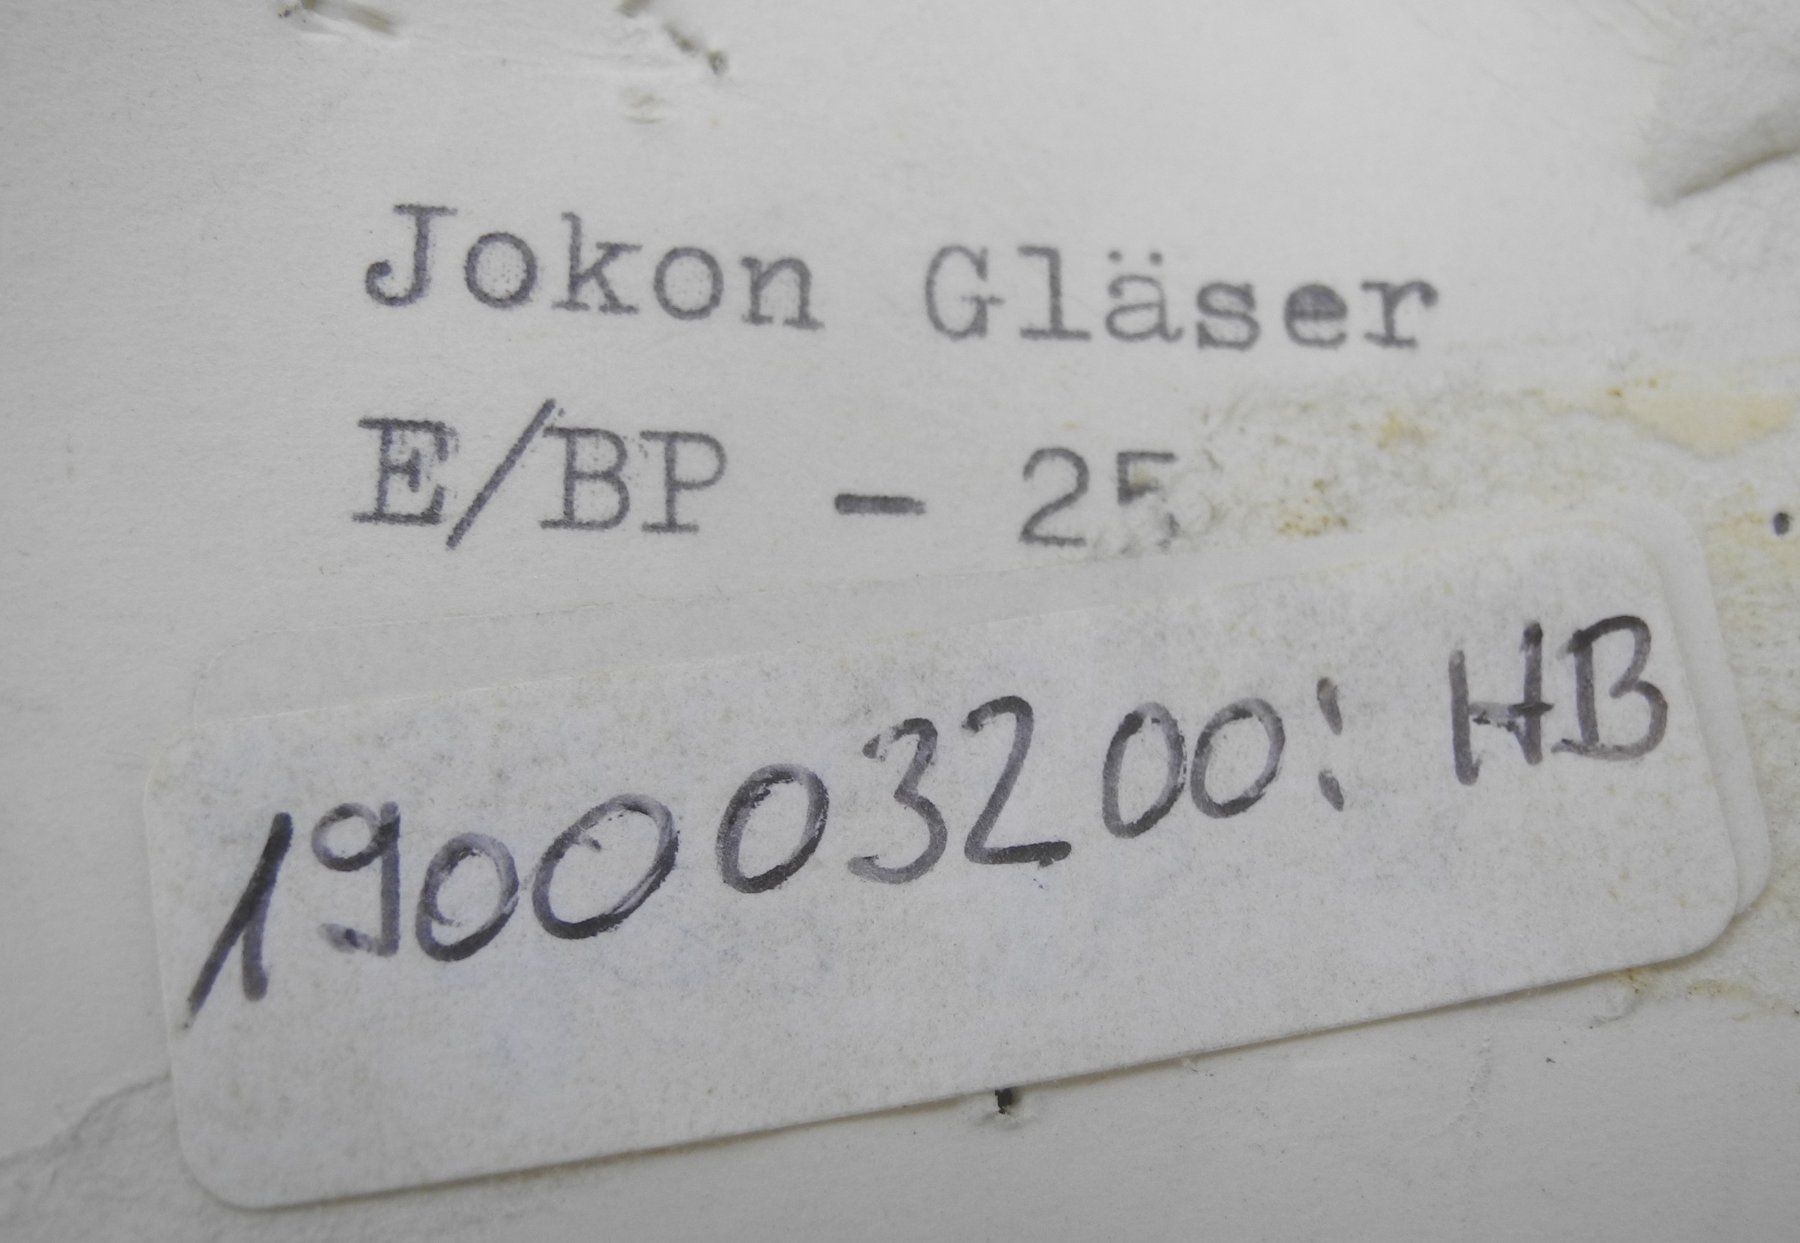 Jokon Gläser
E/BP - 25
190003200: HB